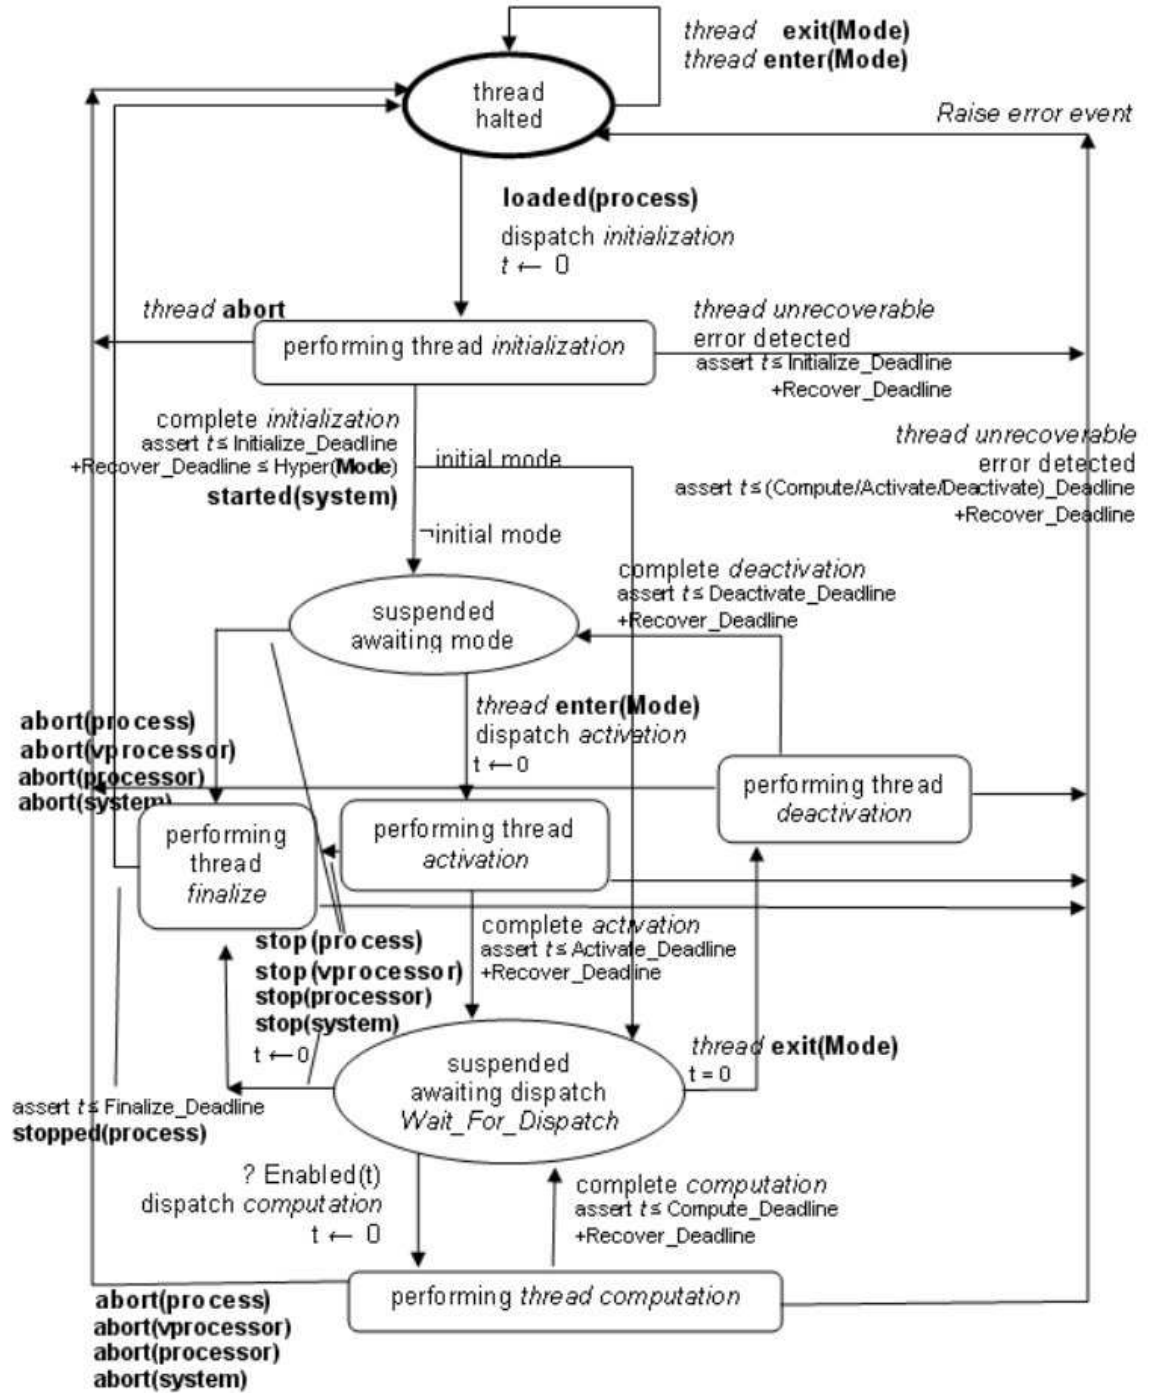 thread exit(Mode)
thread enter(Mode)
thread
halted
Raise error event
loaded(process)
dispatch initialization
t ← 0
thread abort
performing thread initialization
thread unrecoverable
error detected
assert t ≤ Initialize_Deadline
+Recover_Deadline
complete initialization
assert t ≤ Initialize_Deadline
+Recover_Deadline ≤ Hyper(Mode)
started(system)
initial mode
¬initial mode
thread unrecoverable
error detected
assert t ≤ (Compute/Activate/Deactivate)_Deadline
+Recover_Deadline
complete deactivation
assert t ≤ Deactivate_Deadline
+Recover_Deadline
suspended
awaiting mode
thread enter(Mode)
dispatch activation
t ← 0
abort(process)
abort(vprocessor)
abort(processor)
abort(system)
performing thread
deactivation
performing
thread
finalize
performing thread
activation
complete activation
assert t ≤ Activate_Deadline
+Recover_Deadline
stop(process)
stop(vprocessor)
stop(processor)
stop(system)
t ← 0
suspended
awaiting dispatch
Wait_For_Dispatch
thread exit(Mode)
t = 0
assert t ≤ Finalize_Deadline
stopped(process)
? Enabled(t)
dispatch computation
t ← 0
complete computation
assert t ≤ Compute_Deadline
+Recover_Deadline
performing thread computation
abort(process)
abort(vprocessor)
abort(processor)
abort(system)